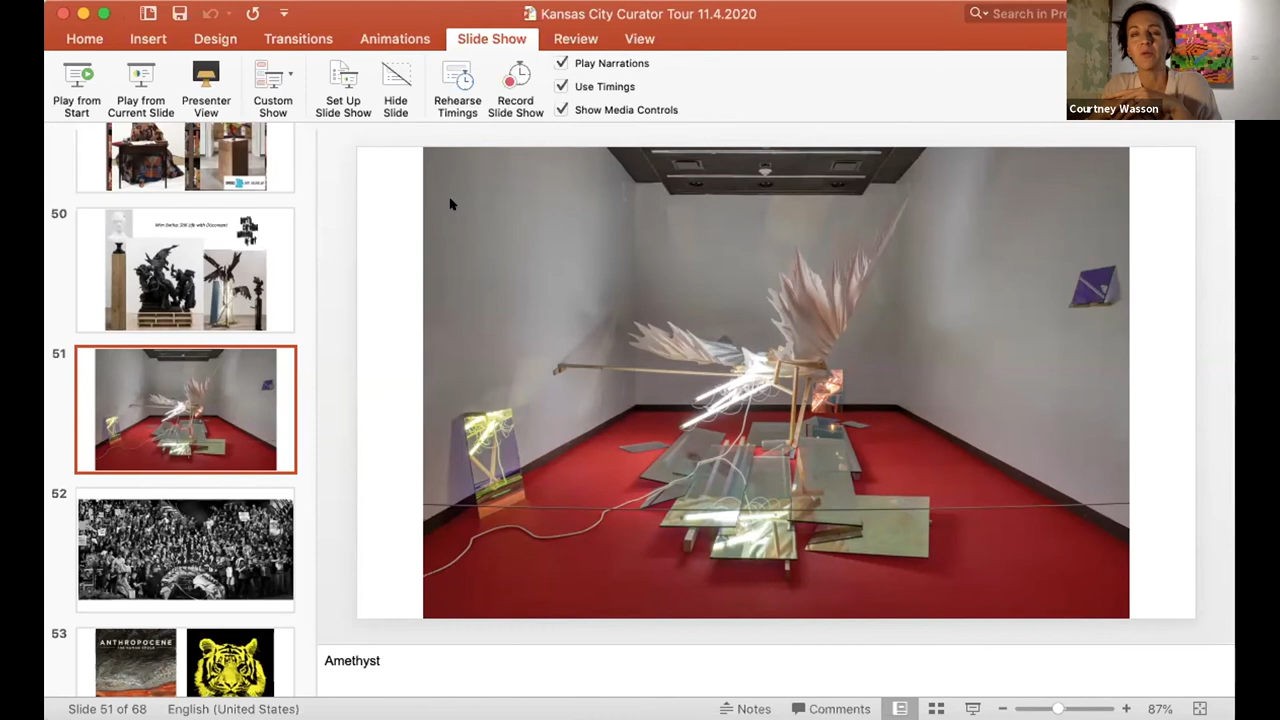 Kansas City Curator Tour 11.4.2020
Search in Pre
Home Insert Design Transitions Animations Slide Show Review View
Play from Start
Play from Current Slide
Presenter View
Custom Show
Set Up Slide Show
Hide Slide
Rehearse Timings
Record Slide Show
Play Narrations
Use Timings
Show Media Controls
Courtney Wasson
50
51
52
53
ANTHROPOCENE
Amethyst
Slide 51 of 68 English (United States) Notes Comments 87%